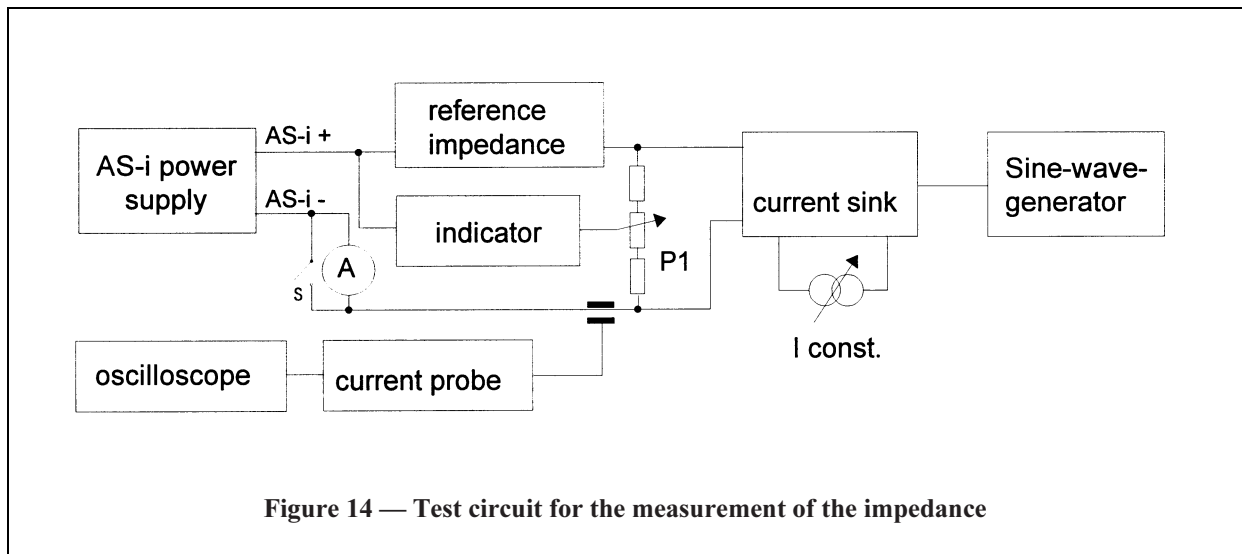 reference
impedance
AS-i +
AS-i power
supply
AS-i -
indicator
A
S
P1
current sink
Sine-wave-
generator
I const.
oscilloscope
current probe
Figure 14 — Test circuit for the measurement of the impedance